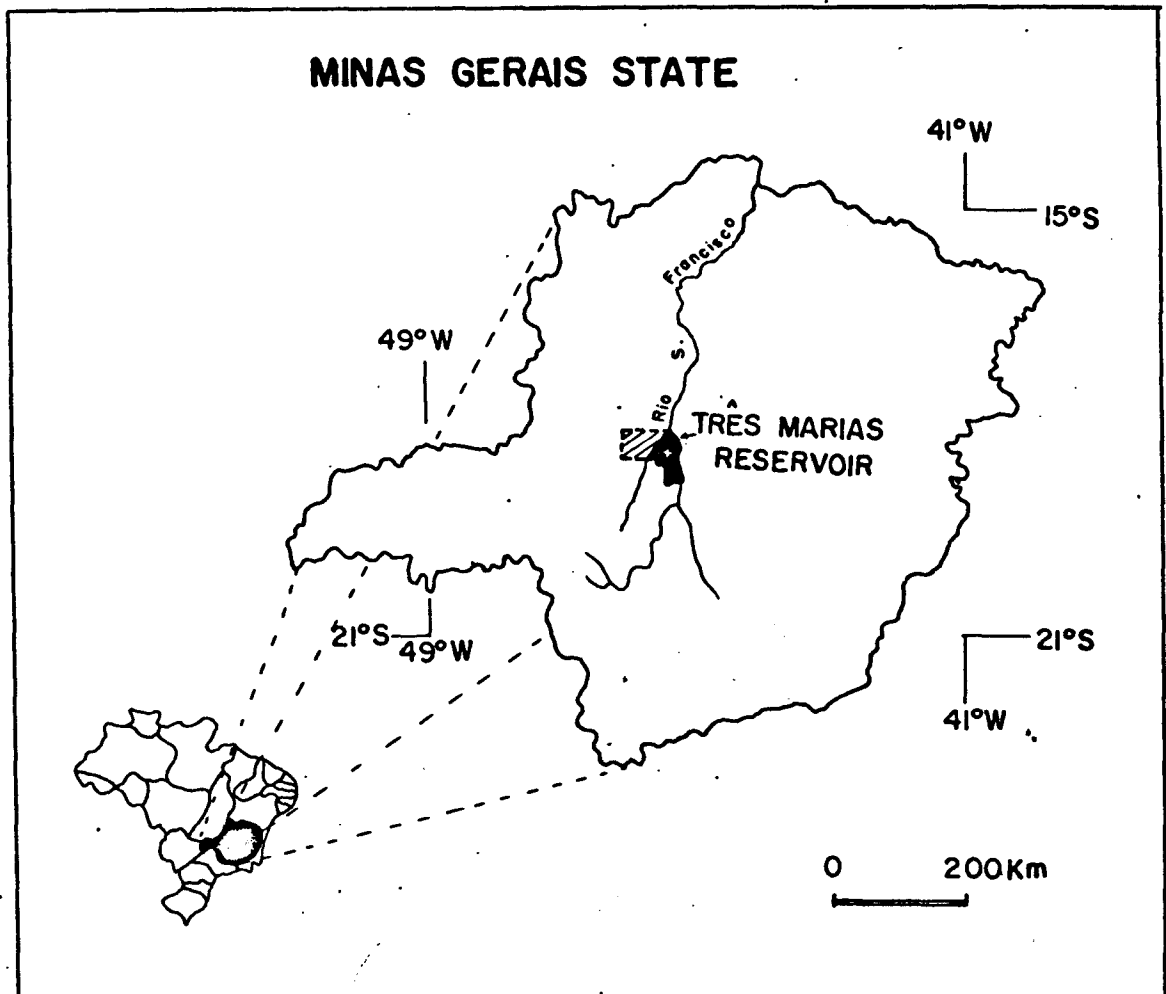 MINAS GERAIS STATE
41°W
15°S
Rio S. Francisco
49°W
TRÊS MARIAS
RESERVOIR
21°S
49°W
21°S
41°W
0 200Km